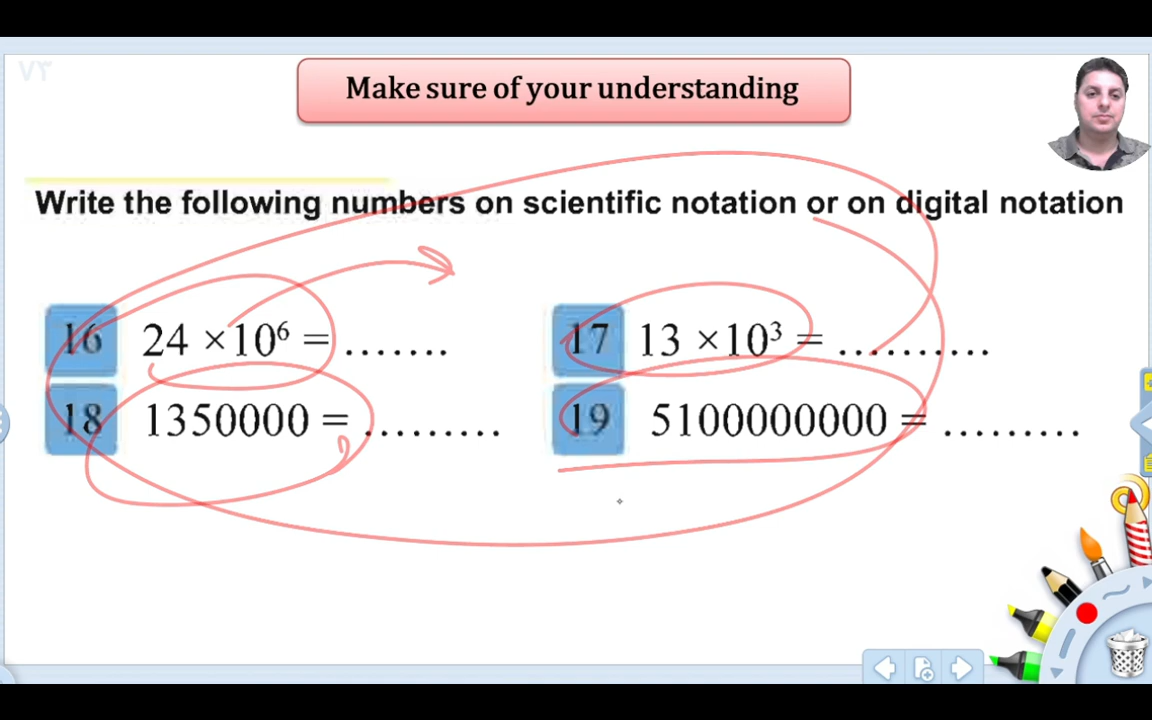 ٧٣
Make sure of your understanding
Write the following numbers on scientific notation or on digital notation
16 24 ×10⁶ = ....... 17 13 ×10³ = ..........
18 1350000 = ......... 19 5100000000 = .........